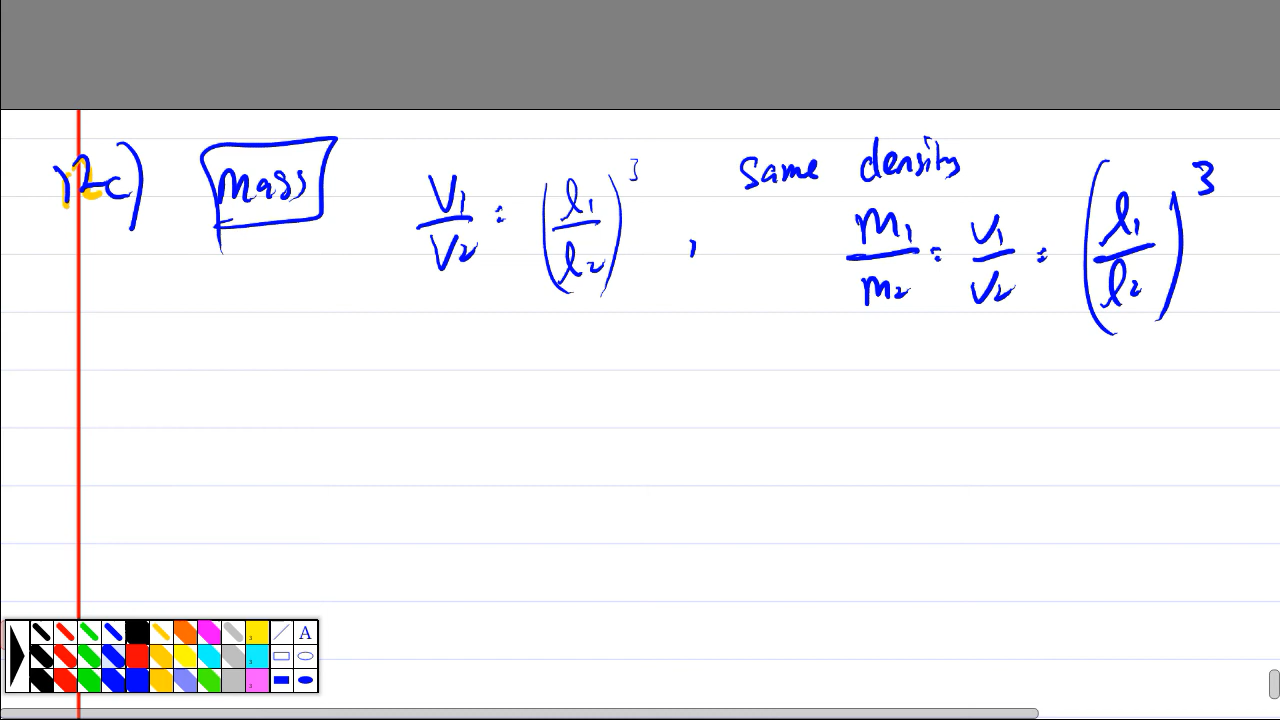 12c) mass V1/V2 = (l1/l2)^3 , same density
m1/m2 = V1/V2 = (l1/l2)^3
A